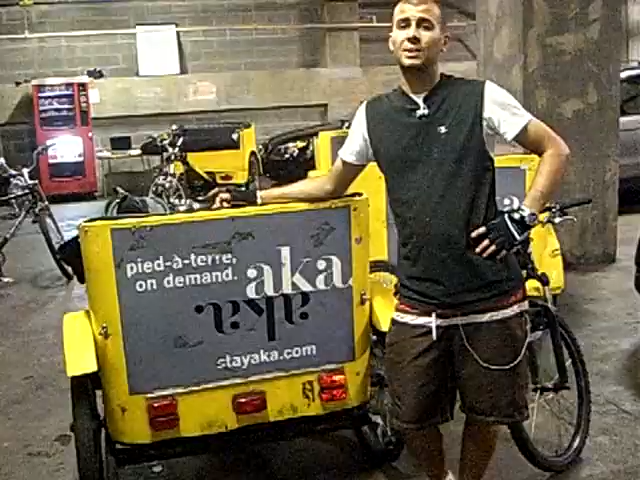 pied-à-terre,
on demand.
aka.
aka.
stayaka.com